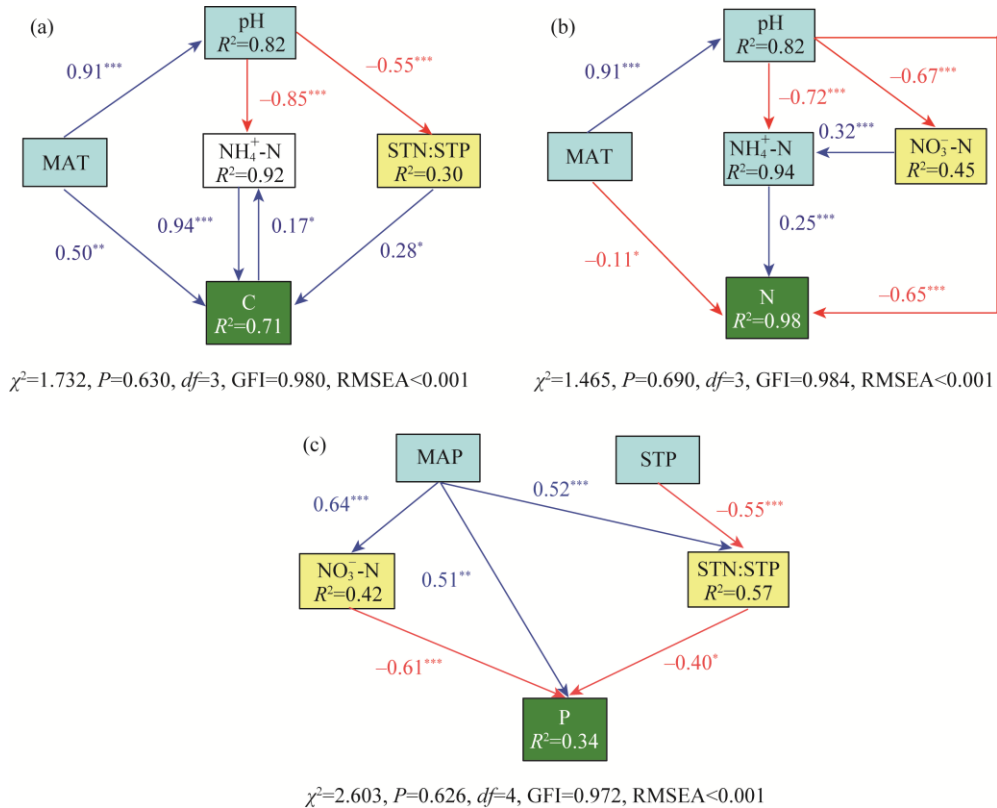 (a)
pH
R²=0.82
0.91***
–0.55***
–0.85***
MAT
NH₄⁺-N
R²=0.92
STN:STP
R²=0.30
0.50**
0.94***
0.17*
0.28*
C
R²=0.71
χ²=1.732, P=0.630, df=3, GFI=0.980, RMSEA<0.001
(b)
pH
R²=0.82
0.91***
–0.67***
–0.72***
0.32***
MAT
NH₄⁺-N
R²=0.94
NO₃⁻-N
R²=0.45
0.25***
–0.11*
–0.65***
N
R²=0.98
χ²=1.465, P=0.690, df=3, GFI=0.984, RMSEA<0.001
(c)
MAP
STP
0.64***
0.52***
–0.55***
NO₃⁻-N
R²=0.42
0.51**
STN:STP
R²=0.57
–0.61***
–0.40*
P
R²=0.34
χ²=2.603, P=0.626, df=4, GFI=0.972, RMSEA<0.001